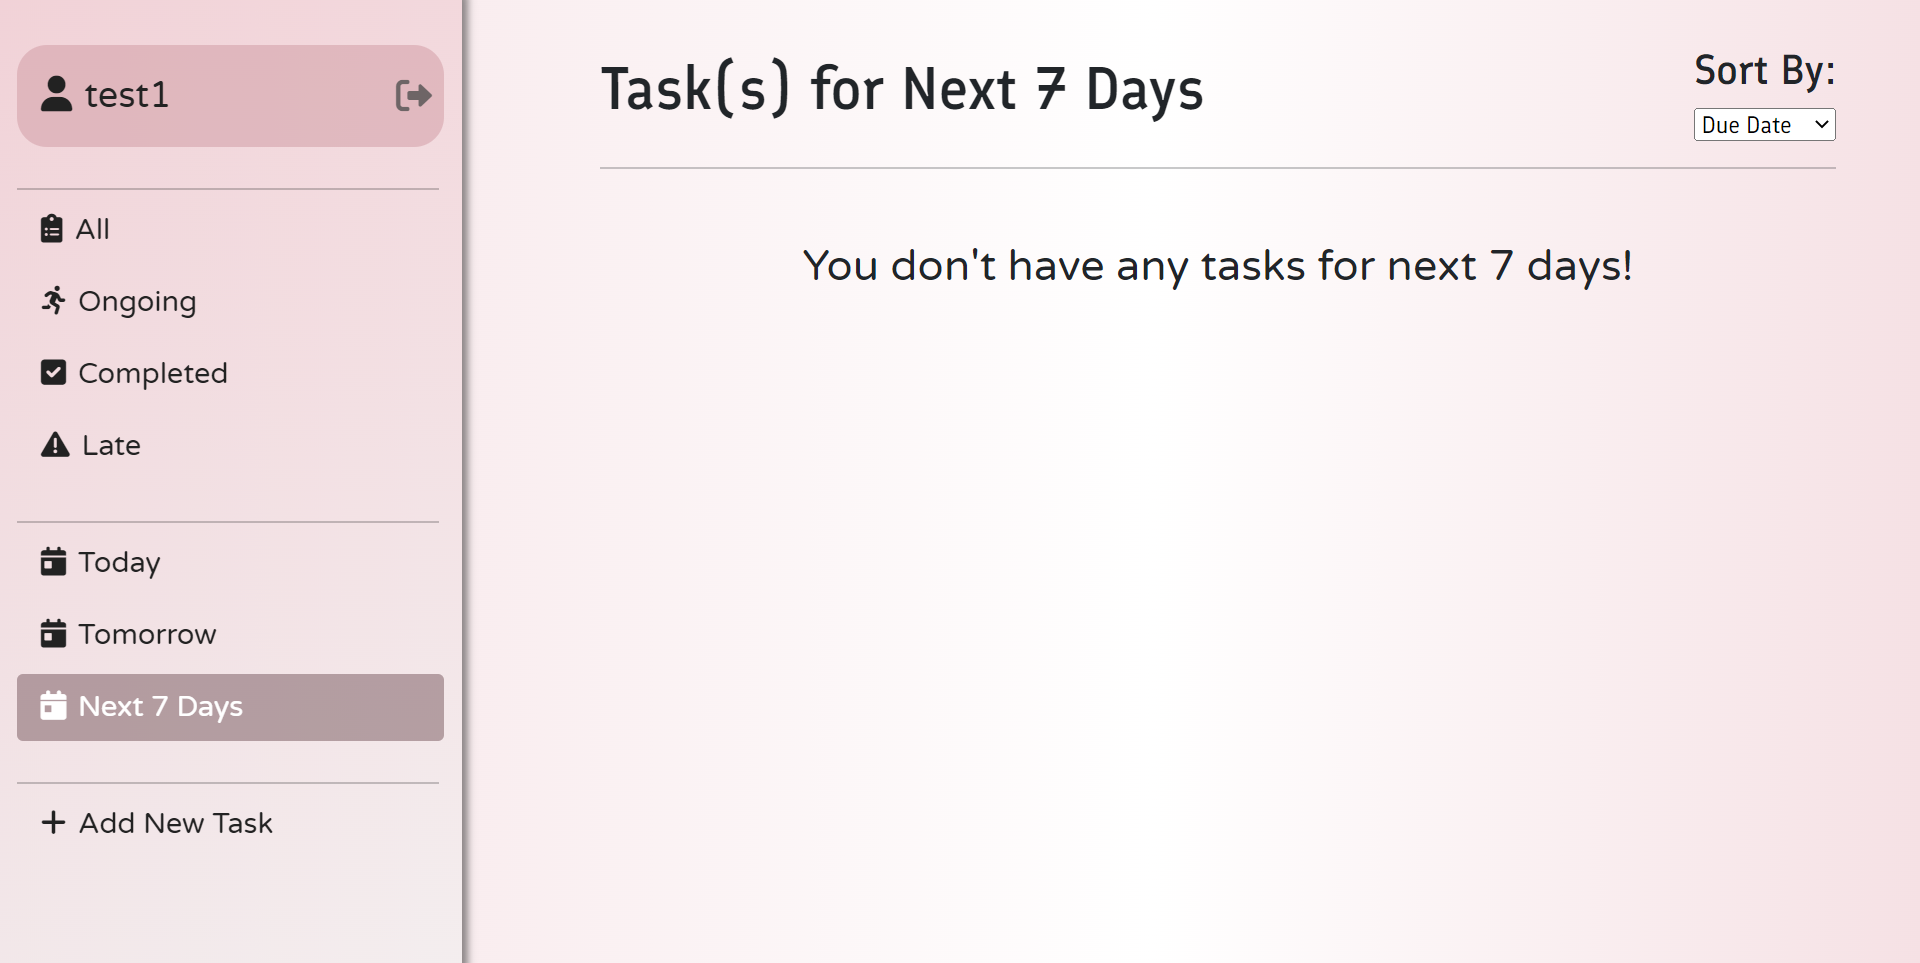 test1
All
Ongoing
Completed
Late
Today
Tomorrow
Next 7 Days
Add New Task
Task(s) for Next 7 Days
Sort By:
Due Date
You don't have any tasks for next 7 days!